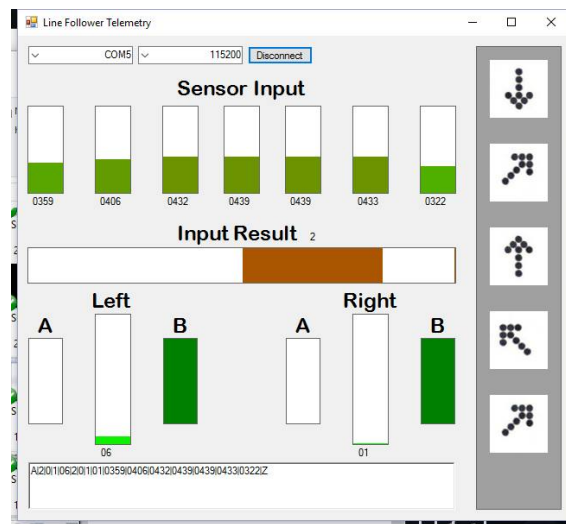 Line Follower Telemetry
COM5 115200 Disconnect
Sensor Input
0359 0406 0432 0439 0439 0433 0322
Input Result 2
Left Right
A B A B
06 01
A|2|0|1|06|2|0|1|01|0359|0406|0432|0439|0439|0433|0322|Z